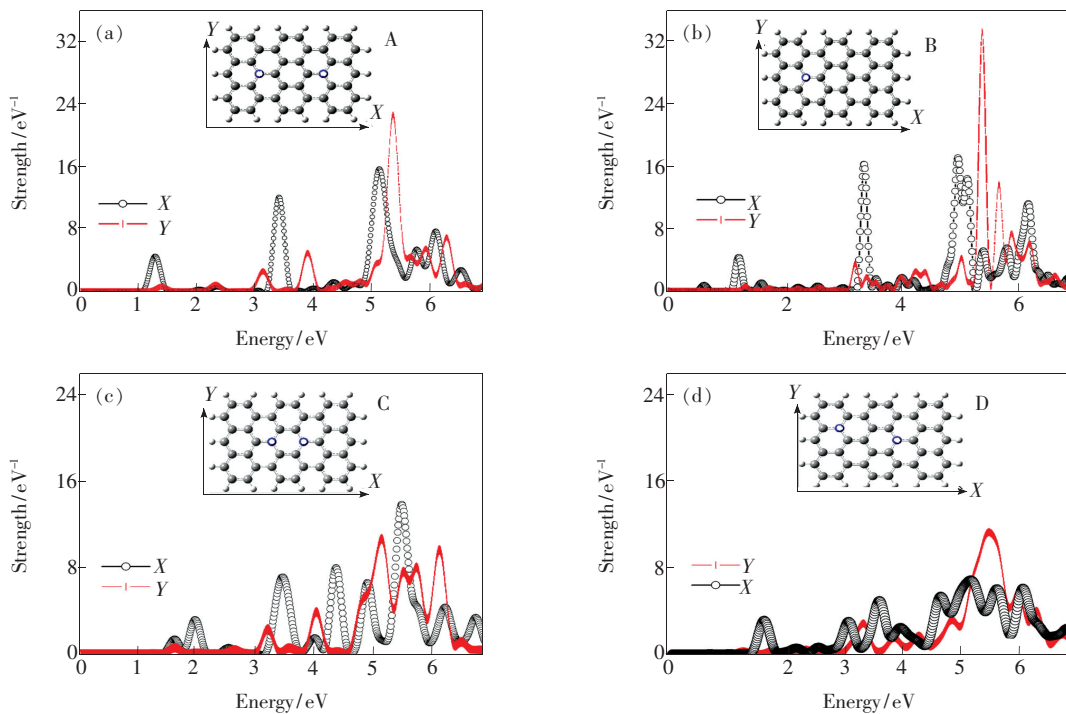 (a)
Y
A
X
Strength/eV⁻¹
32
24
16
8
0
X
Y
0 1 2 3 4 5 6
Energy/eV
(b)
Y
B
X
Strength/eV⁻¹
32
24
16
8
0
X
Y
0 2 4 6
Energy/eV
(c)
Y
C
X
Strength/eV⁻¹
24
16
8
0
X
Y
0 1 2 3 4 5 6
Energy/eV
(d)
Y
D
X
Strength/eV⁻¹
24
16
8
0
Y
X
0 2 3 4 5 6
Energy/eV